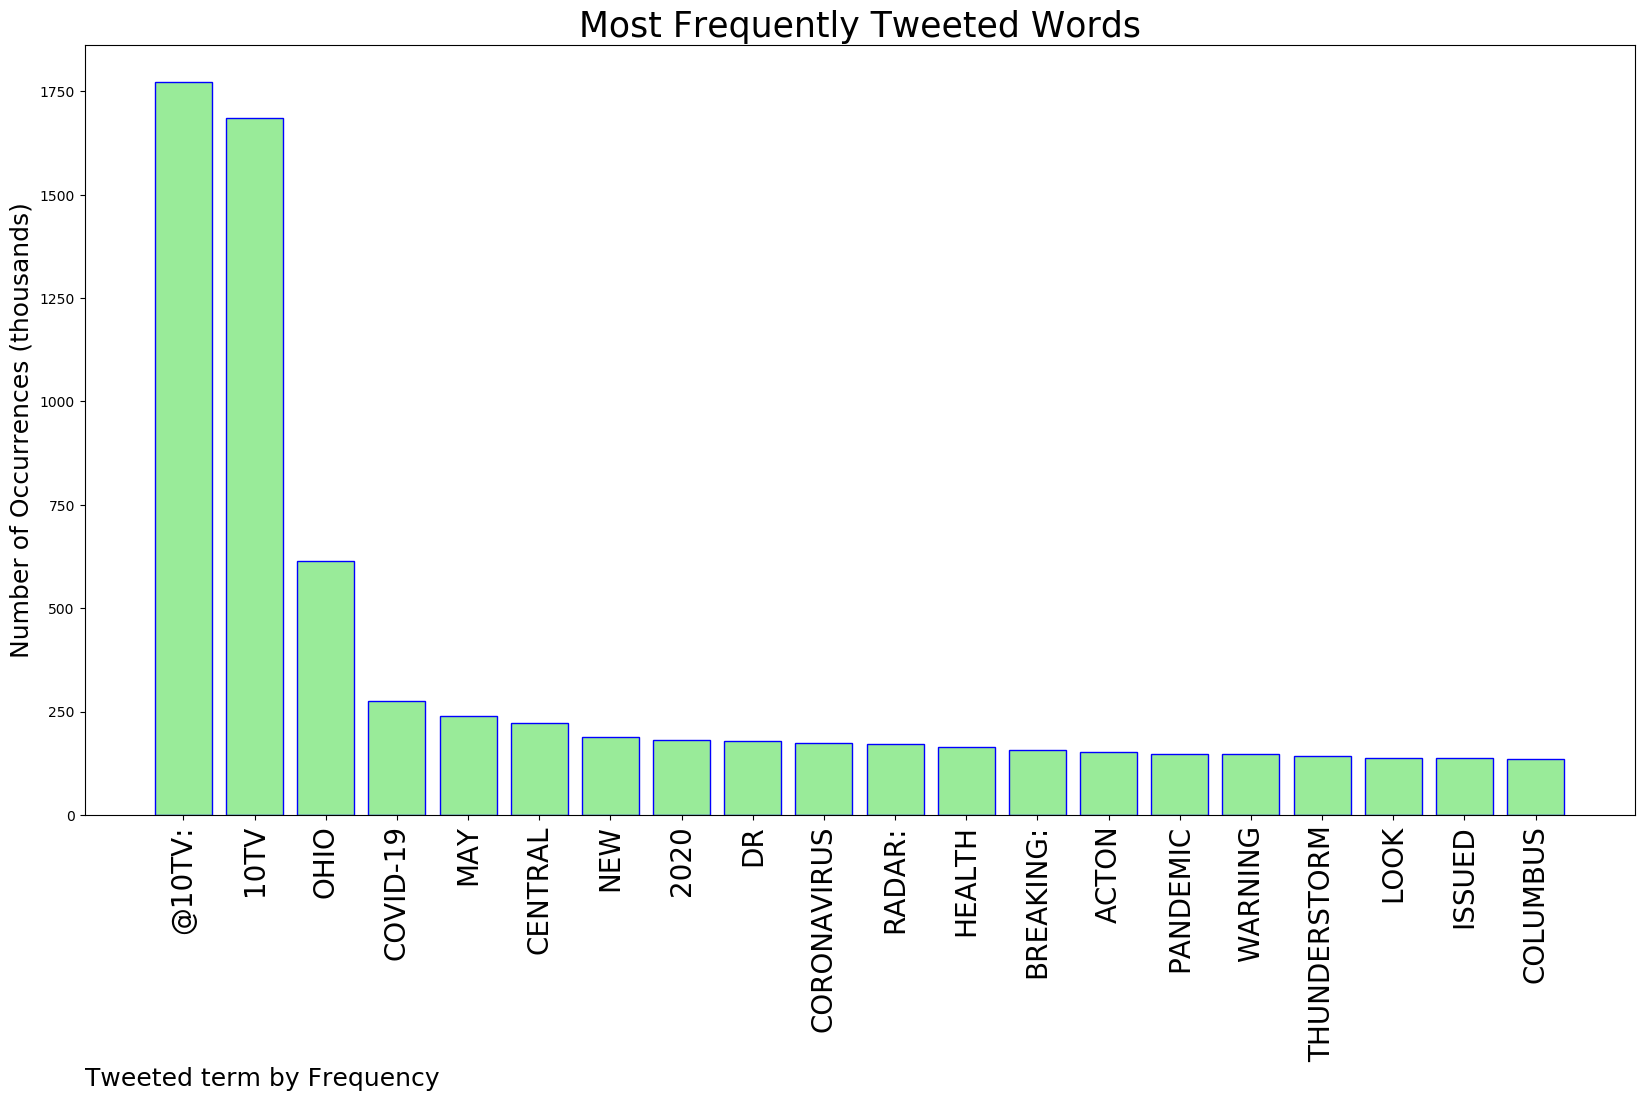 Most Frequently Tweeted Words
Number of Occurrences (thousands)
1750
1500
1250
1000
750
500
250
0
@10TV:
10TV
OHIO
COVID-19
MAY
CENTRAL
NEW
2020
DR
CORONAVIRUS
RADAR:
HEALTH
BREAKING:
ACTON
PANDEMIC
WARNING
THUNDERSTORM
LOOK
ISSUED
COLUMBUS
Tweeted term by Frequency